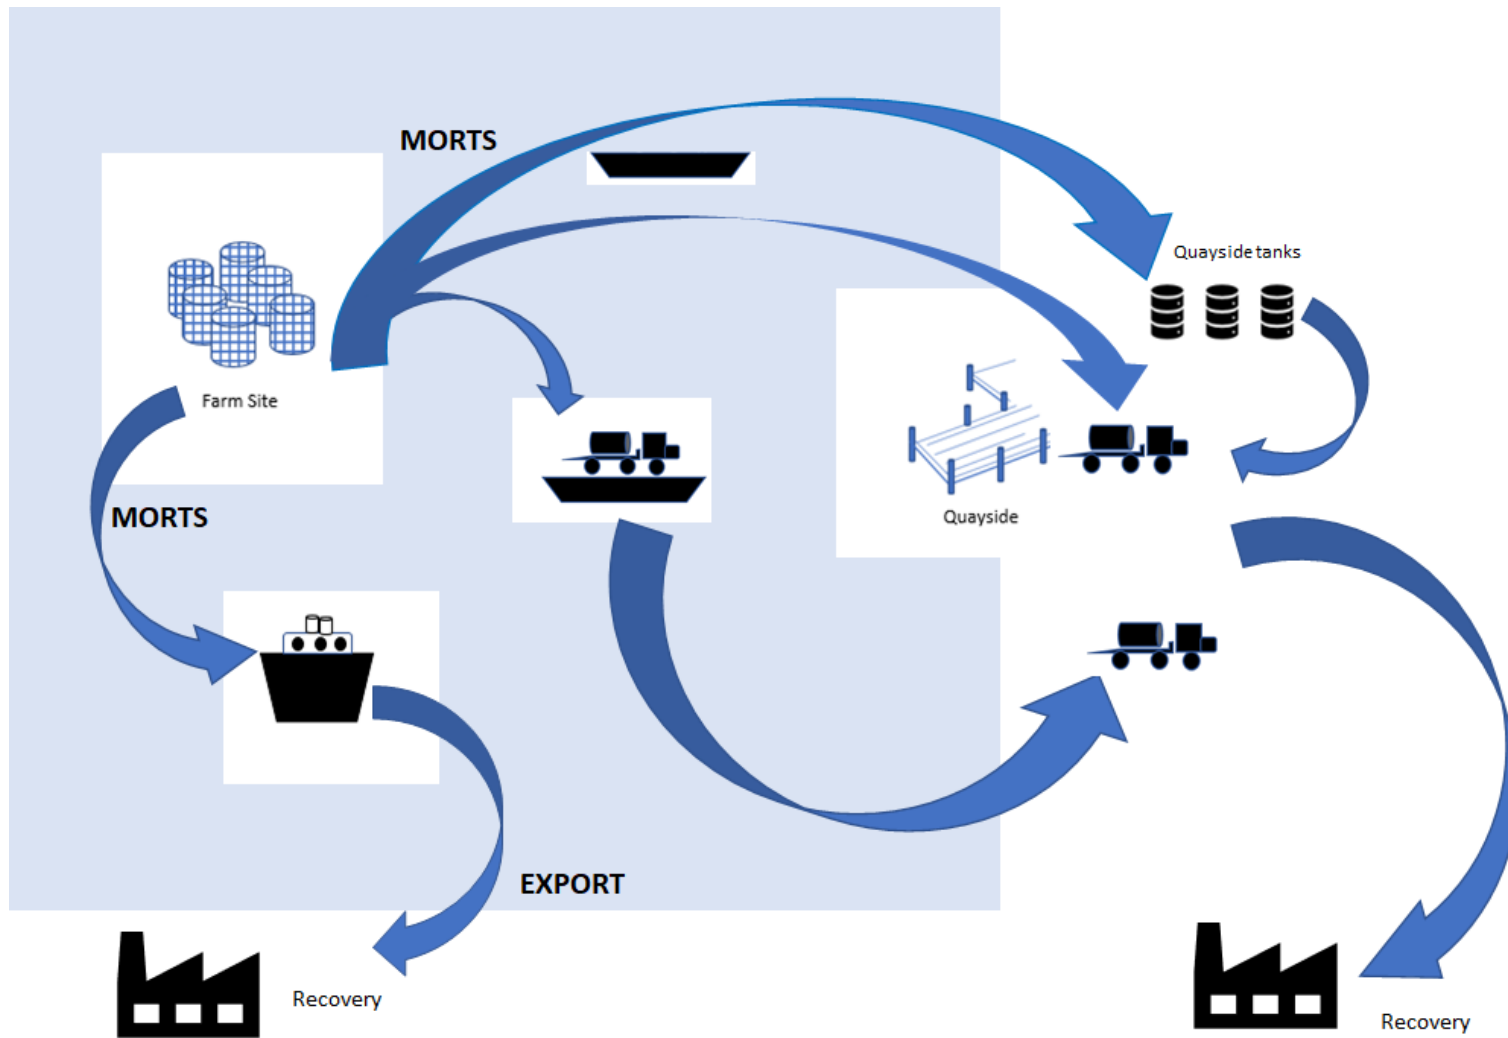 MORTS
Quayside tanks
Farm Site
MORTS
Quayside
EXPORT
Recovery
Recovery